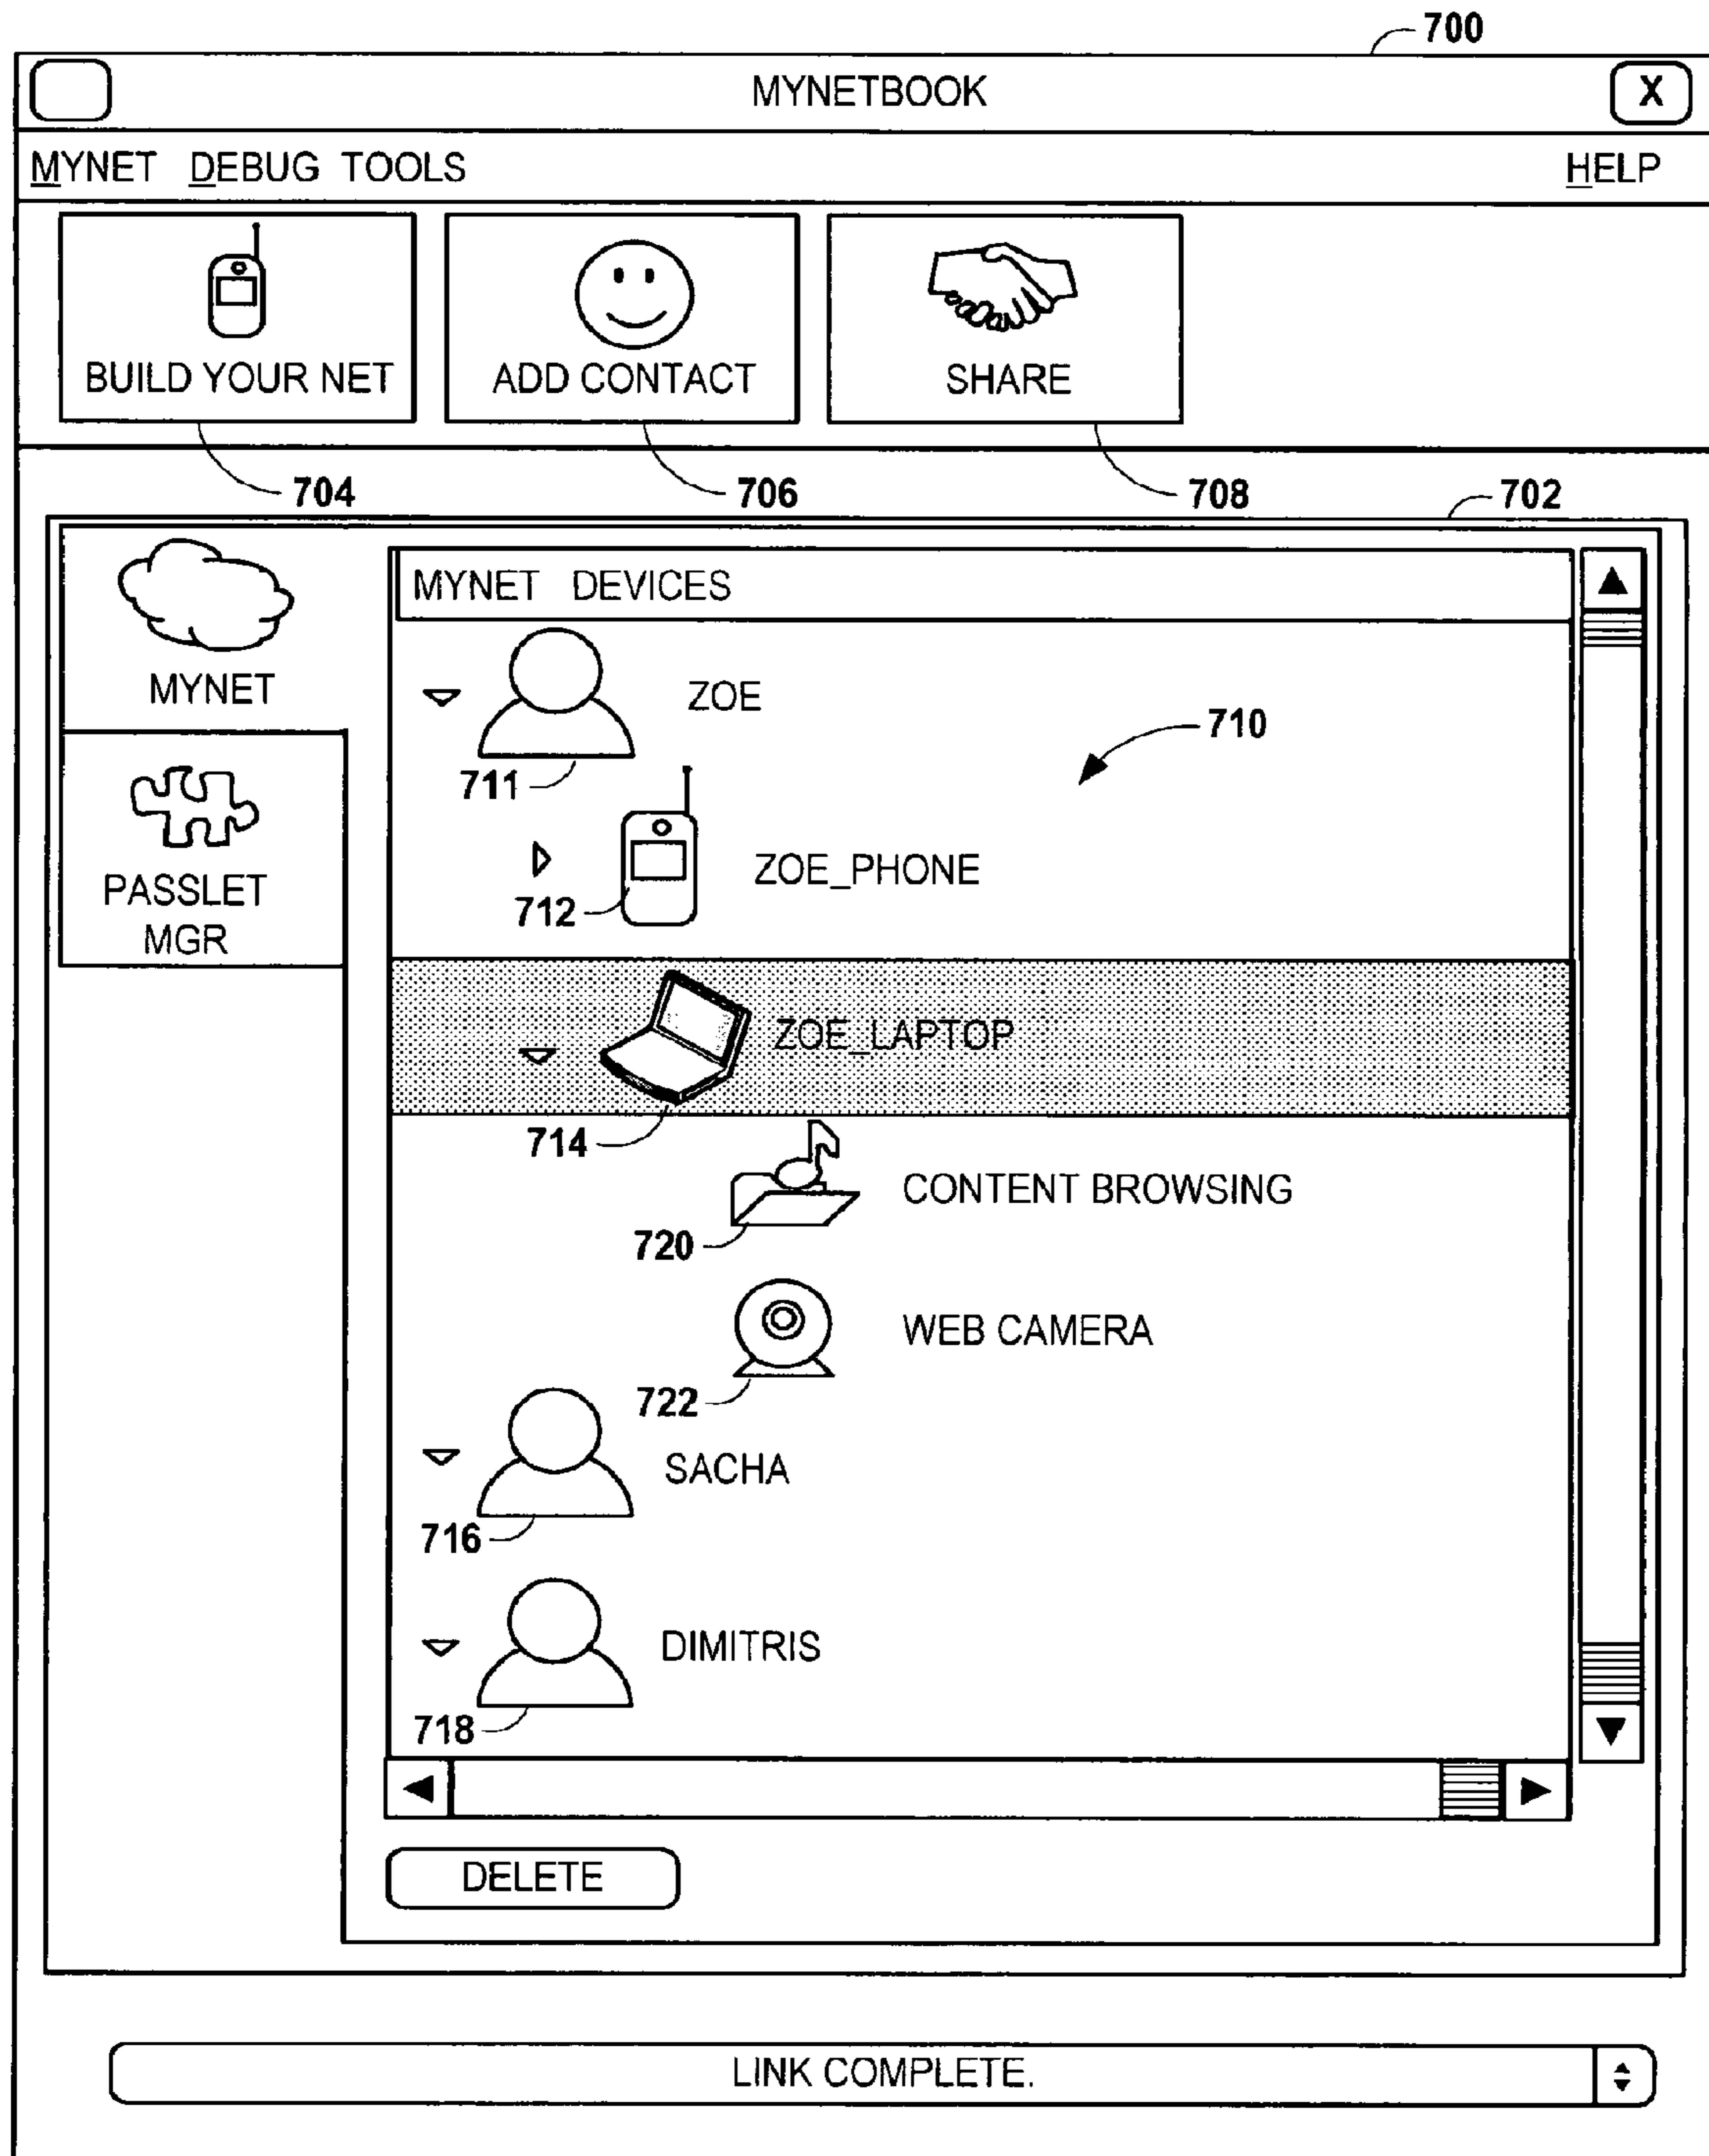 700
MYNETBOOK X
MYNET DEBUG TOOLS HELP
BUILD YOUR NET ADD CONTACT SHARE
704 706 708 702
MYNET DEVICES
MYNET
ZOE
710
711
PASSLET
MGR
ZOE_PHONE
712
ZOE_LAPTOP
714
CONTENT BROWSING
720
WEB CAMERA
722
SACHA
716
DIMITRIS
718
DELETE
LINK COMPLETE.